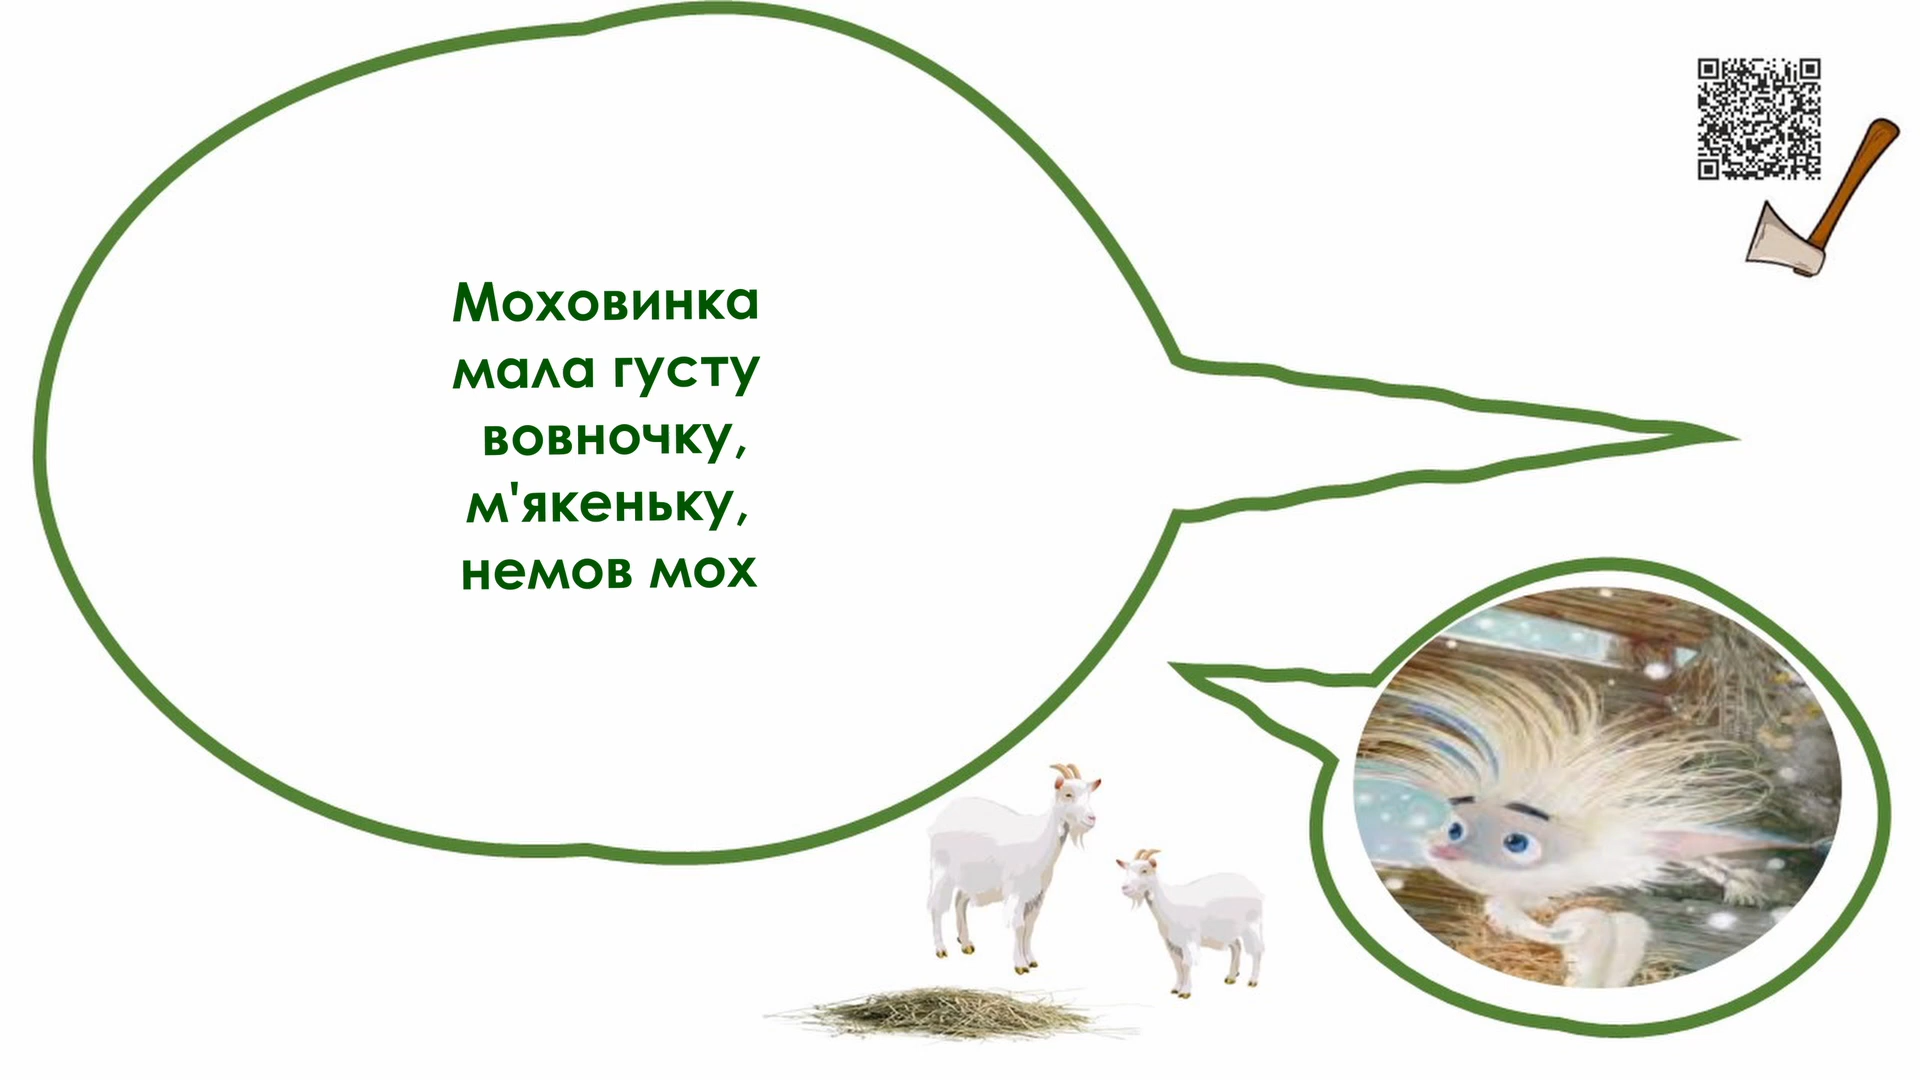 Моховинка
мала густу
вовночку,
м'якеньку,
немов мох